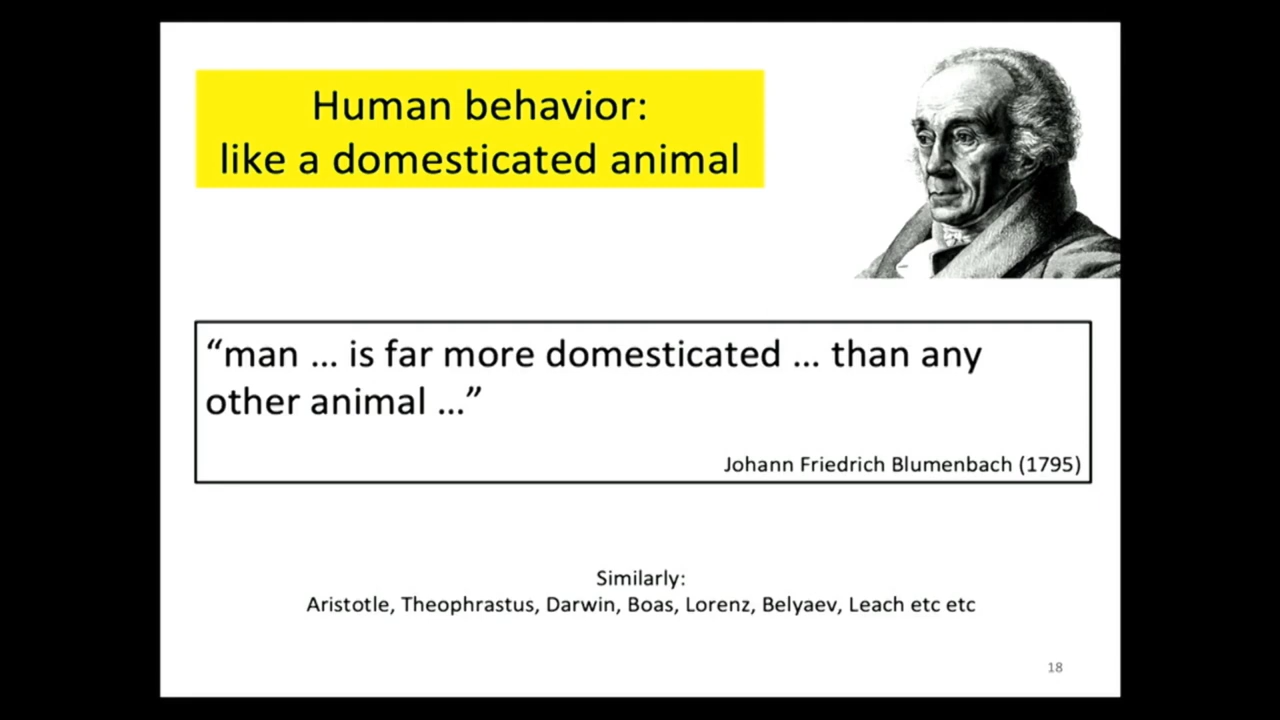 Human behavior:
like a domesticated animal
“man ... is far more domesticated ... than any
other animal ...”
Johann Friedrich Blumenbach (1795)
Similarly:
Aristotle, Theophrastus, Darwin, Boas, Lorenz, Belyaev, Leach etc etc
18